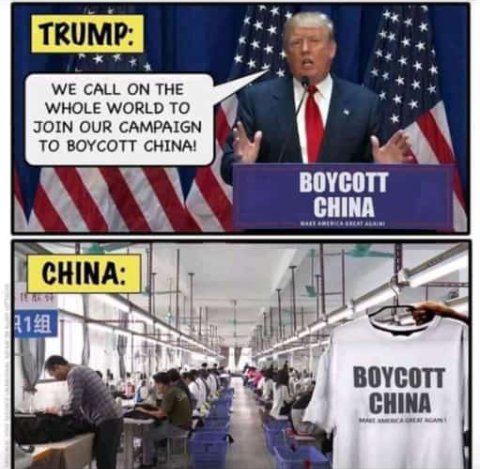 TRUMP:
WE CALL ON THE
WHOLE WORLD TO
JOIN OUR CAMPAIGN
TO BOYCOTT CHINA!
BOYCOTT
CHINA
MAKE AMERICA GREAT AGAIN!
CHINA:
1组
BOYCOTT
CHINA
MAKE AMERICA GREAT AGAIN!